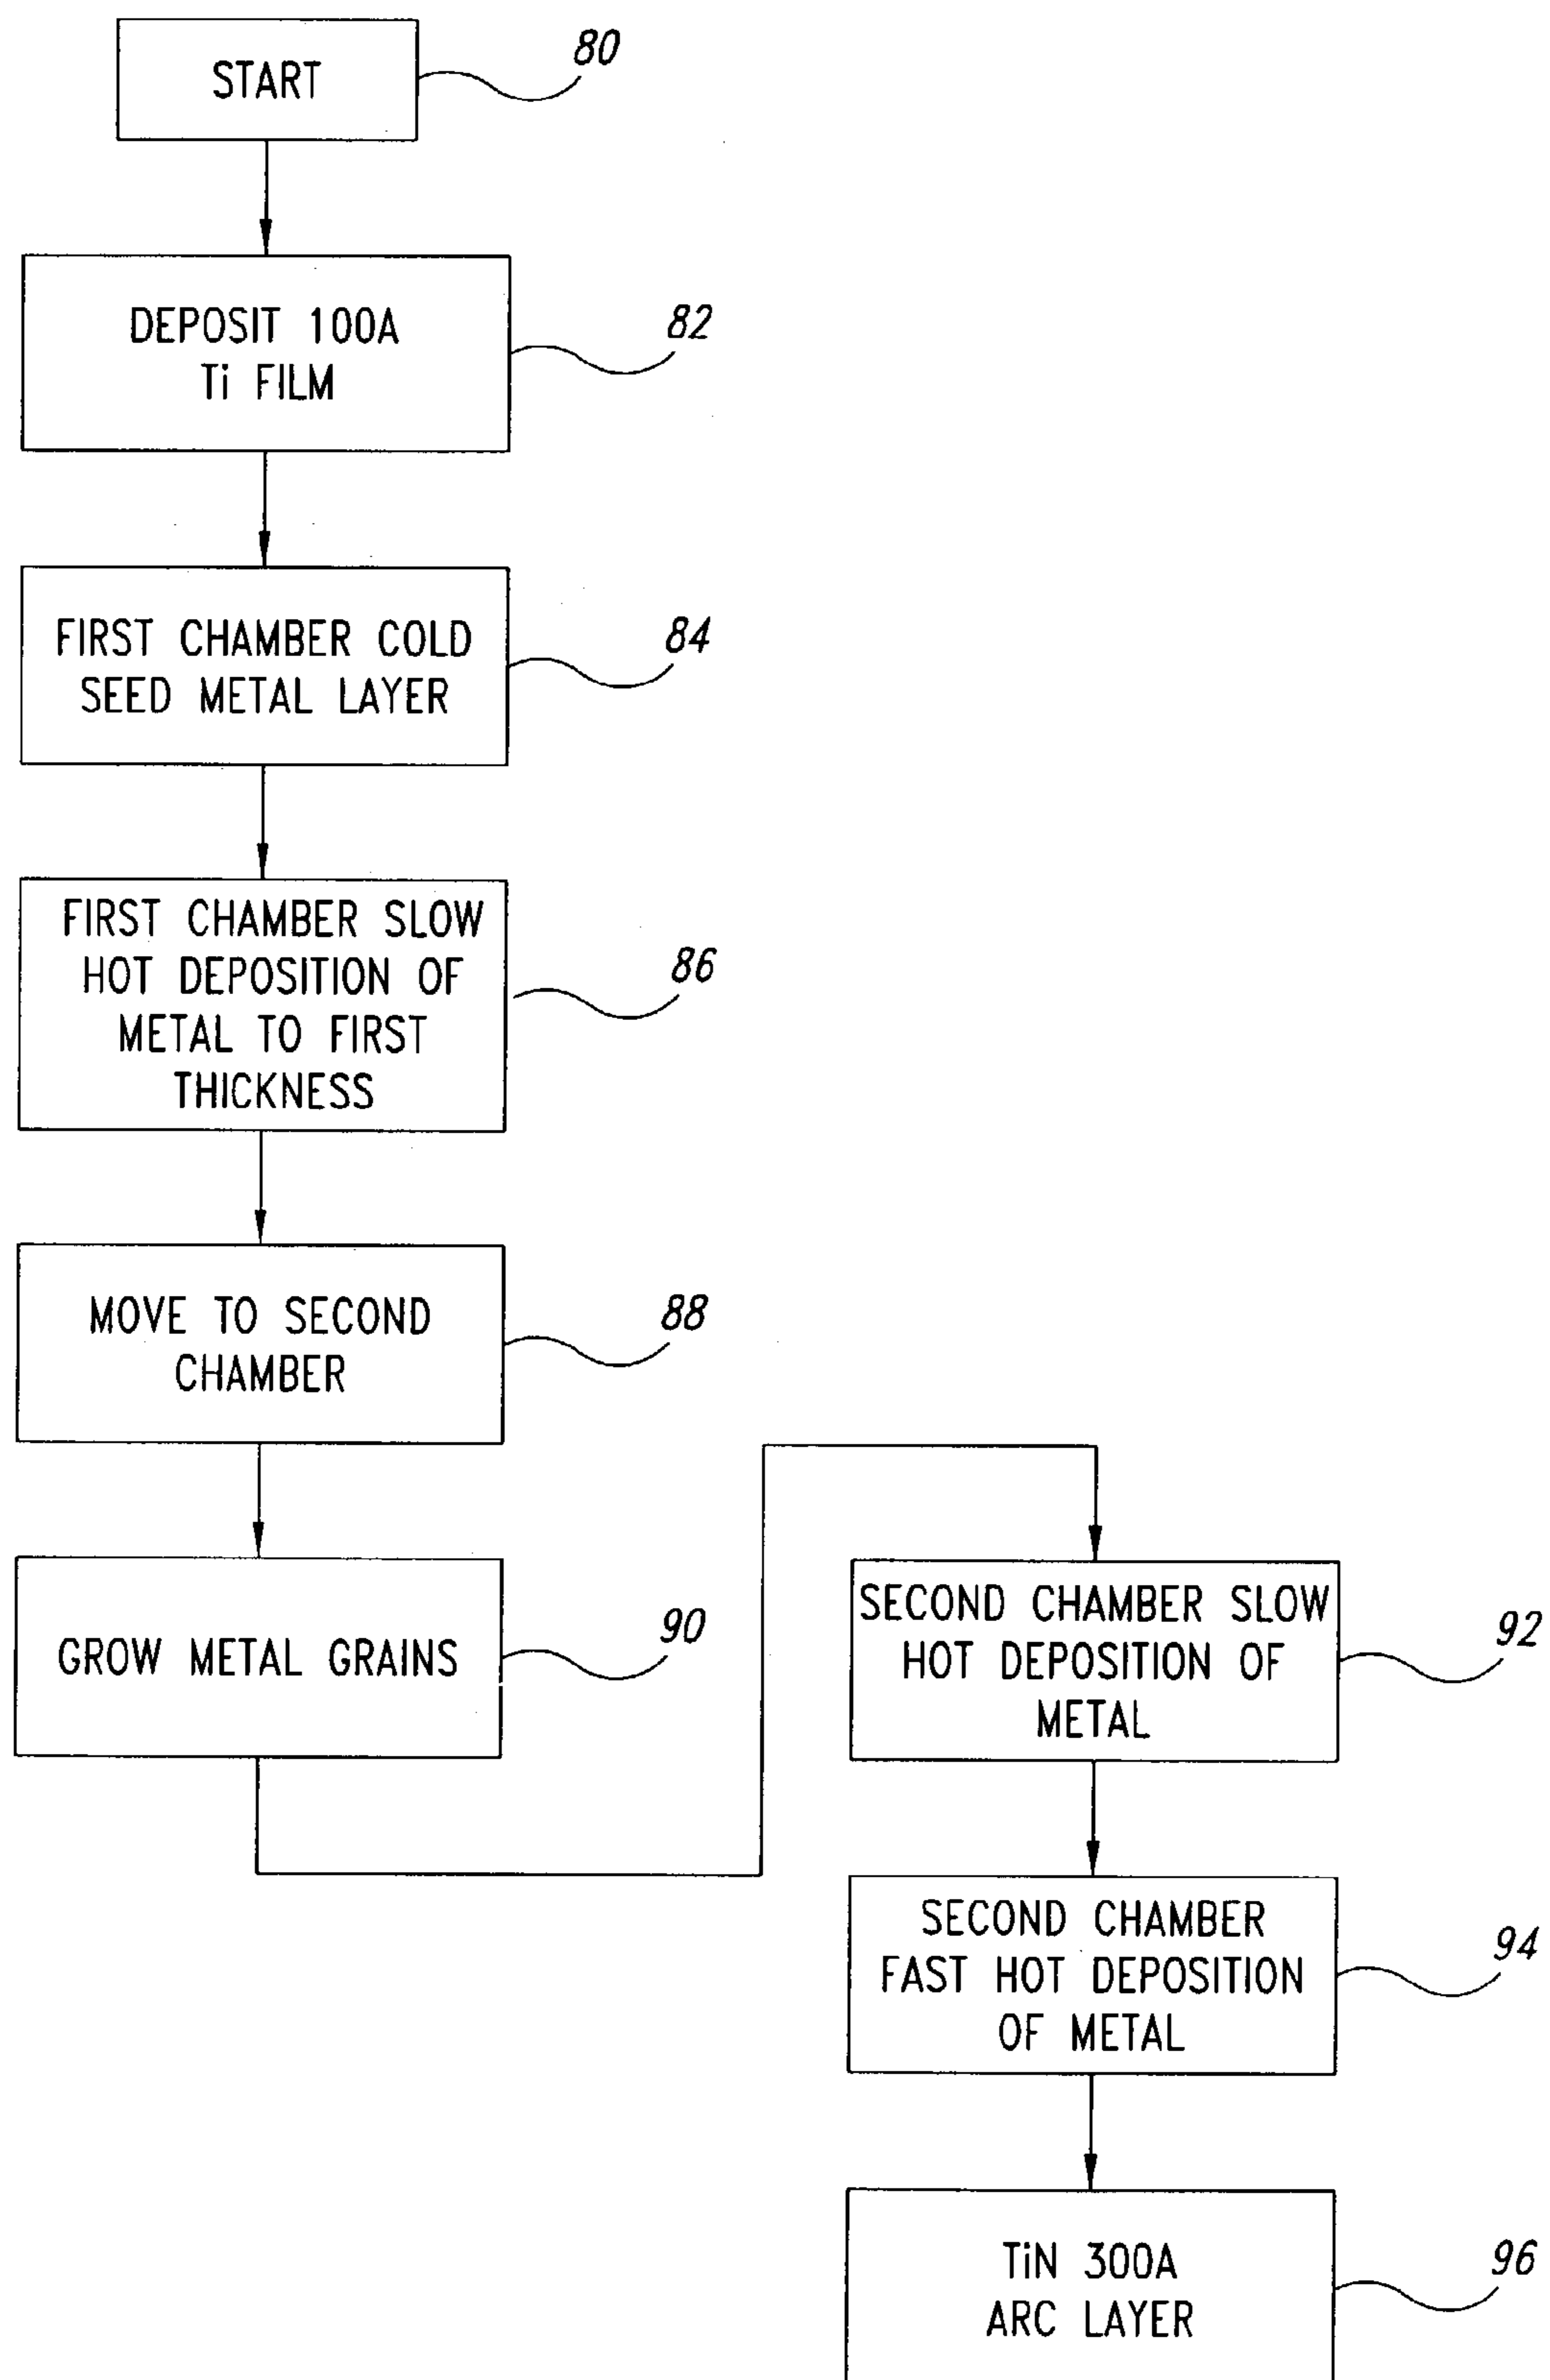 START
80
DEPOSIT 100A
Ti FILM
82
FIRST CHAMBER COLD
SEED METAL LAYER
84
FIRST CHAMBER SLOW
HOT DEPOSITION OF
METAL TO FIRST
THICKNESS
86
MOVE TO SECOND
CHAMBER
88
GROW METAL GRAINS
90
SECOND CHAMBER SLOW
HOT DEPOSITION OF
METAL
92
SECOND CHAMBER
FAST HOT DEPOSITION
OF METAL
94
TiN 300A
ARC LAYER
96